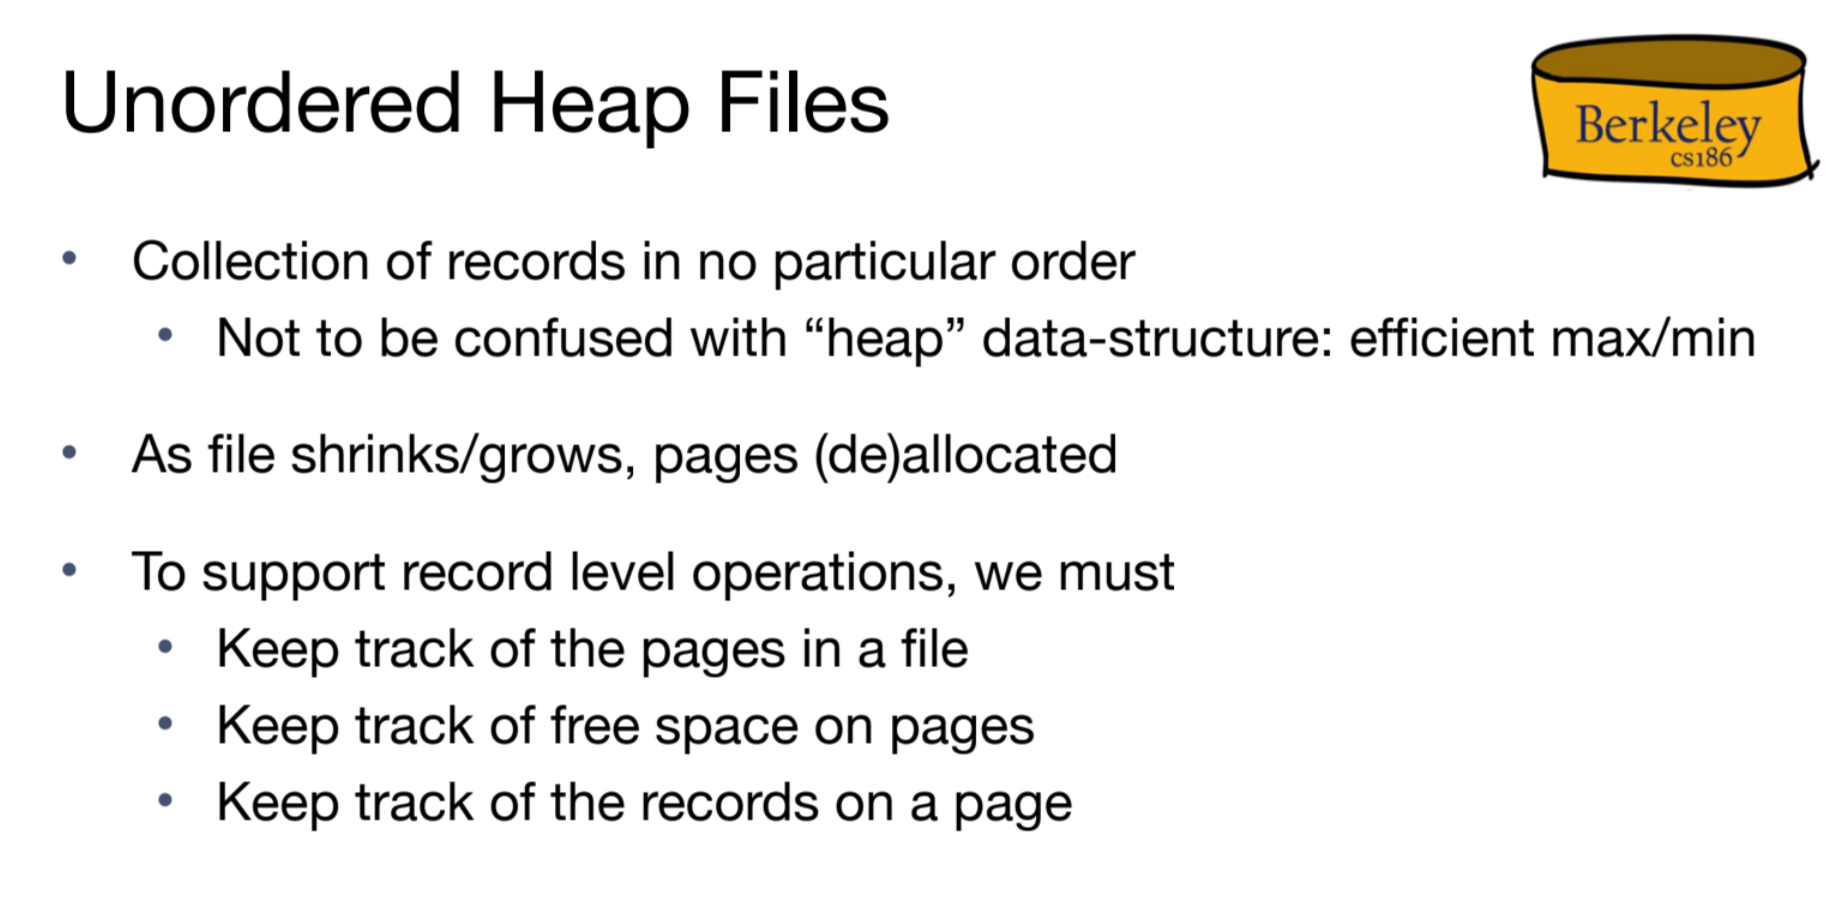 Unordered Heap Files
Berkeley
cs186
• Collection of records in no particular order
• Not to be confused with “heap” data-structure: efficient max/min
• As file shrinks/grows, pages (de)allocated
• To support record level operations, we must
• Keep track of the pages in a file
• Keep track of free space on pages
• Keep track of the records on a page